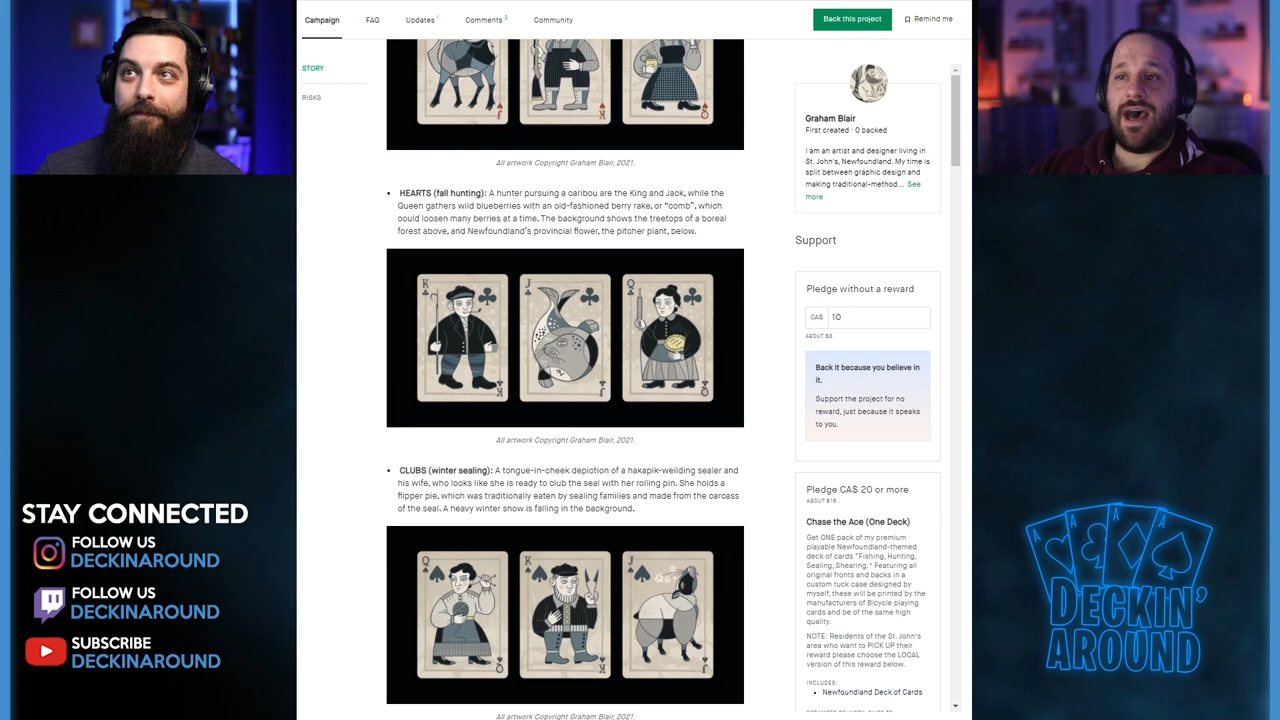 Campaign
FAQ
Updates 1
Comments 3
Community
Back this project
Remind me
STORY
RISKS
All artwork Copyright Graham Blair, 2021.
HEARTS (fall hunting): A hunter pursuing a caribou are the King and Jack, while the
Queen gathers wild blueberries with an old-fashioned berry rake, or "comb", which
could loosen many berries at a time. The background shows the treetops of a boreal
forest above, and Newfoundland's provincial flower, the pitcher plant, below.
K
J
Q
K
J
Q
All artwork Copyright Graham Blair, 2021.
CLUBS (winter sealing): A tongue-in-cheek depiction of a hakapik-weilding sealer and
his wife, who looks like she is ready to club the seal with her rolling pin. She holds a
flipper pie, which was traditionally eaten by sealing families and made from the carcass
of the seal. A heavy winter snow is falling in the background.
Q
K
J
Q
K
J
All artwork Copyright Graham Blair, 2021.
Graham Blair
First created · 0 backed
I am an artist and designer living in
St. John's, Newfoundland. My time is
split between graphic design and
making traditional-method... See
more
Support
Pledge without a reward
CA$ 10
ABOUT $8
Back it because you believe in
it.
Support the project for no
reward, just because it speaks
to you.
Pledge CA$ 20 or more
ABOUT $16
Chase the Ace (One Deck)
Get ONE pack of my premium
playable Newfoundland-themed
deck of cards "Fishing, Hunting,
Sealing, Shearing." Featuring all
original fronts and backs in a
custom tuck case designed by
myself, these will be printed by the
manufacturers of Bicycle playing
cards and be of the same high
quality.
NOTE: Residents of the St. John's
area who want to PICK UP their
reward please choose the LOCAL
version of this reward below.
INCLUDES:
Newfoundland Deck of Cards
STAY CONNECTED
FOLLOW US
DECKINAROUND
FOLLOW US
DECKINAROUND
SUBSCRIBE
DECKINAROUND
A
A
A
A
DECKIN'
AROUND